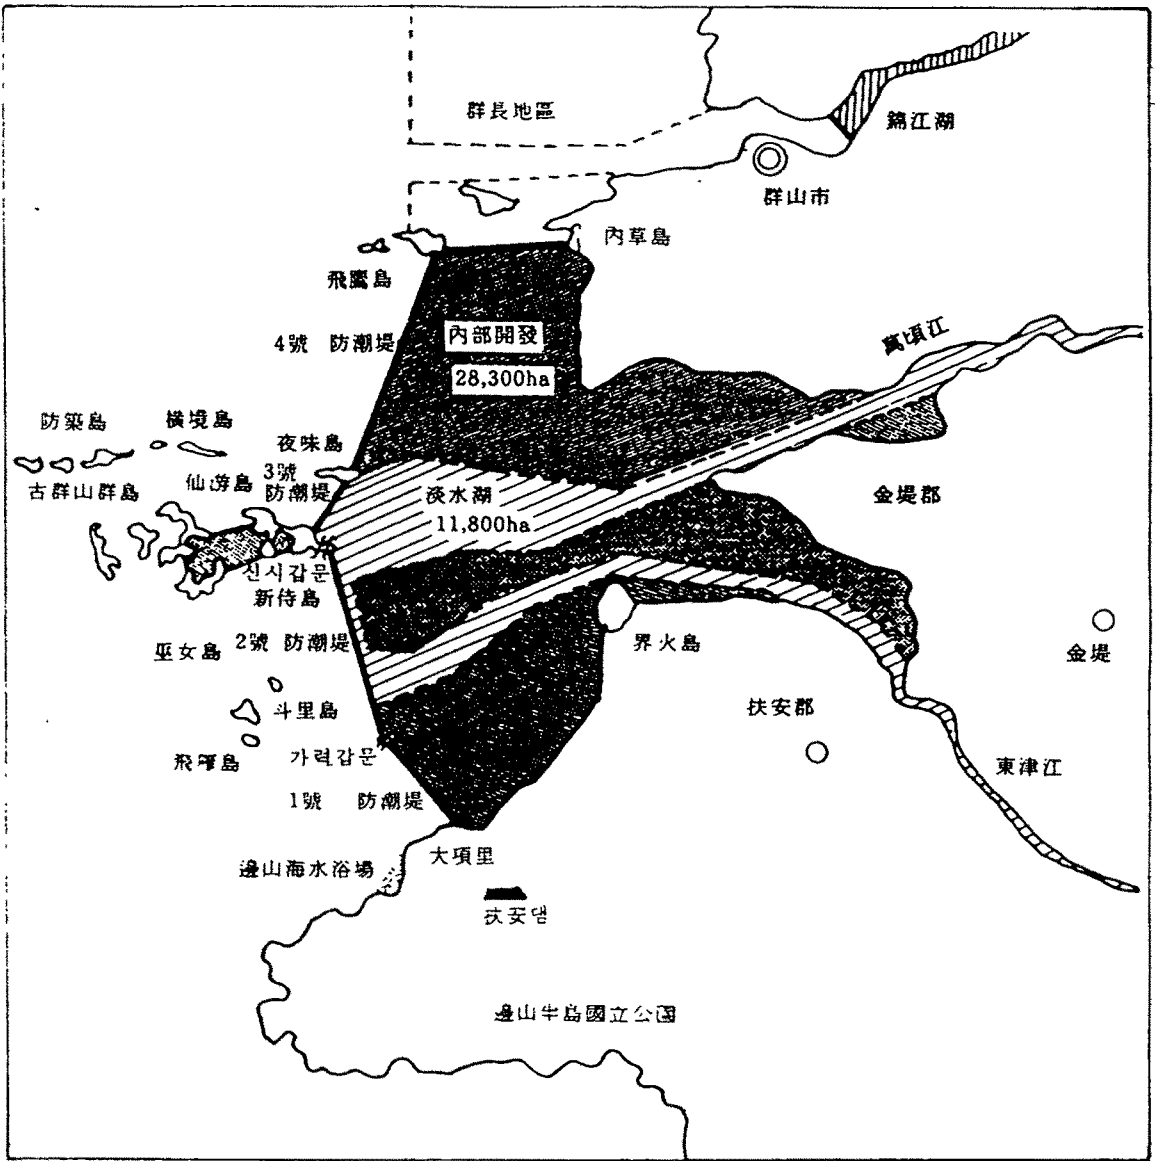 群長地區
錦江湖
群山市
內草島
飛鷹島
4號 防潮堤
內部開發
28,300ha
萬頃江
防築島
橫境島
夜味島
古群山群島
仙游島
3號
防潮堤
淡水湖
11,800ha
金堤郡
신시갑문
新侍島
巫女島
2號 防潮堤
界火島
金堤
斗里島
扶安郡
飛雁島
가력갑문
東津江
1號 防潮堤
大項里
邊山海水浴場
扶安댐
邊山半島國立公園